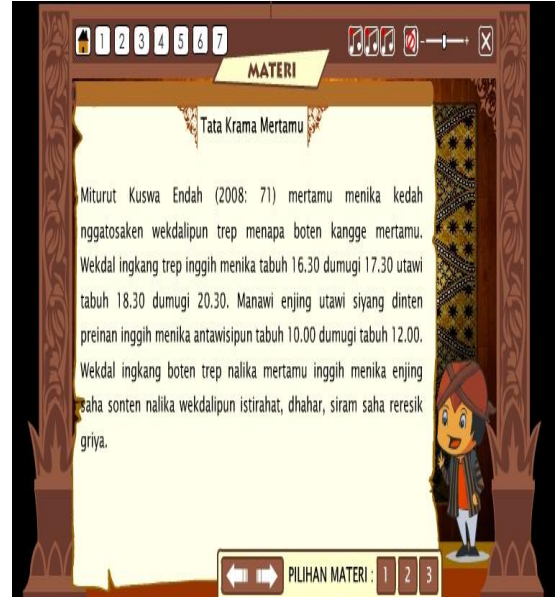 1 2 3 4 5 6 7
MATERI
Tata Krama Mertamu
Miturut Kuswa Endah (2008: 71) mertamu menika kedah
nggatosaken wekdalipun trep menapa boten kangge mertamu.
Wekdal ingkang trep inggih menika tabuh 16.30 dumugi 17.30 utawi
tabuh 18.30 dumugi 20.30. Manawi enjing utawi siyang dinten
preinan inggih menika antawisipun tabuh 10.00 dumugi tabuh 12.00.
Wekdal ingkang boten trep nalika mertamu inggih menika enjing
saha sonten nalika wekdalipun istirahat, dhahar, siram saha reresik
griya.
PILIHAN MATERI : 1 2 3